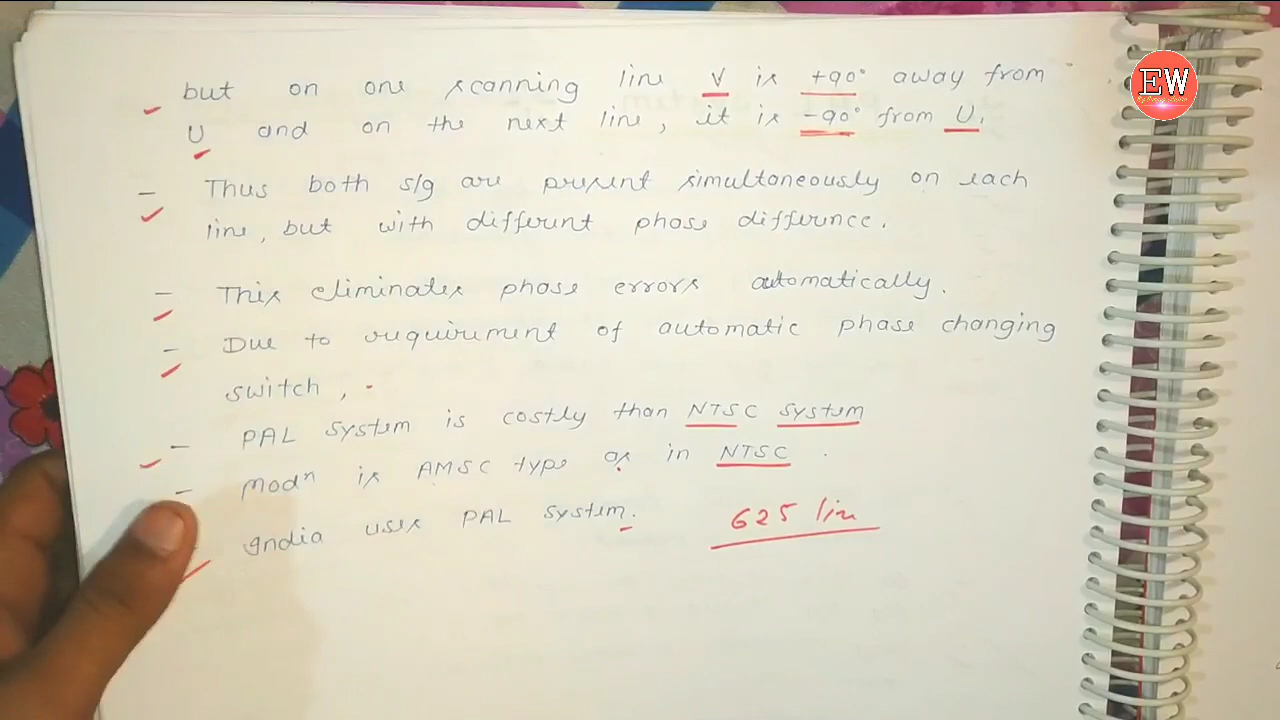 EW
but on one scanning line V is +90° away from
U and on the next line, it is -90° from U.
- Thus both s/g are present simultaneously on each
line, but with different phase difference.
- This eliminates phase errors automatically.
- Due to requirement of automatic phase changing
switch,
- PAL system is costly than NTSC system
- modⁿ is AMSC type as in NTSC.
- India uses PAL system. 625 line